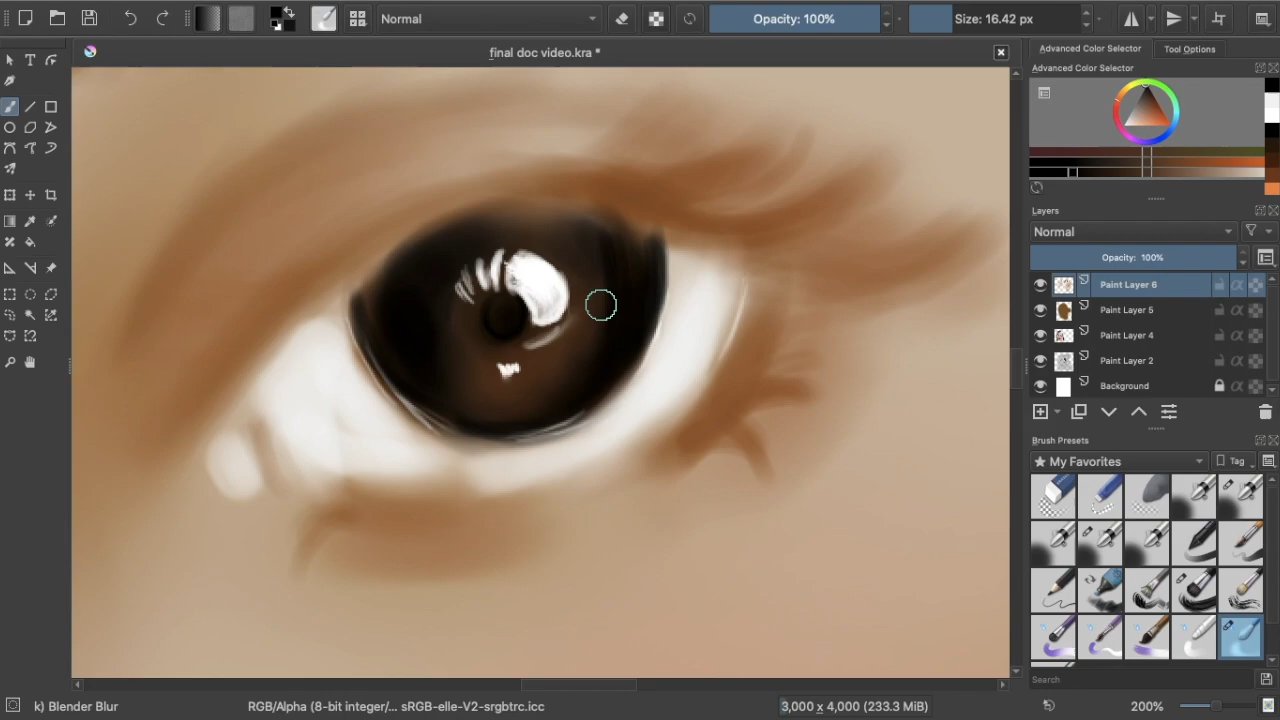 Normal
Opacity: 100%
Size: 16.42 px
final doc video.kra *
Advanced Color Selector
Tool Options
Advanced Color Selector
Layers
Normal
Opacity: 100%
Paint Layer 6
Paint Layer 5
Paint Layer 4
Paint Layer 2
Background
Brush Presets
★ My Favorites
Tag
Search
k) Blender Blur
RGB/Alpha (8-bit integer/... sRGB-elle-V2-srgbtrc.icc
3,000 x 4,000 (233.3 MiB)
200%